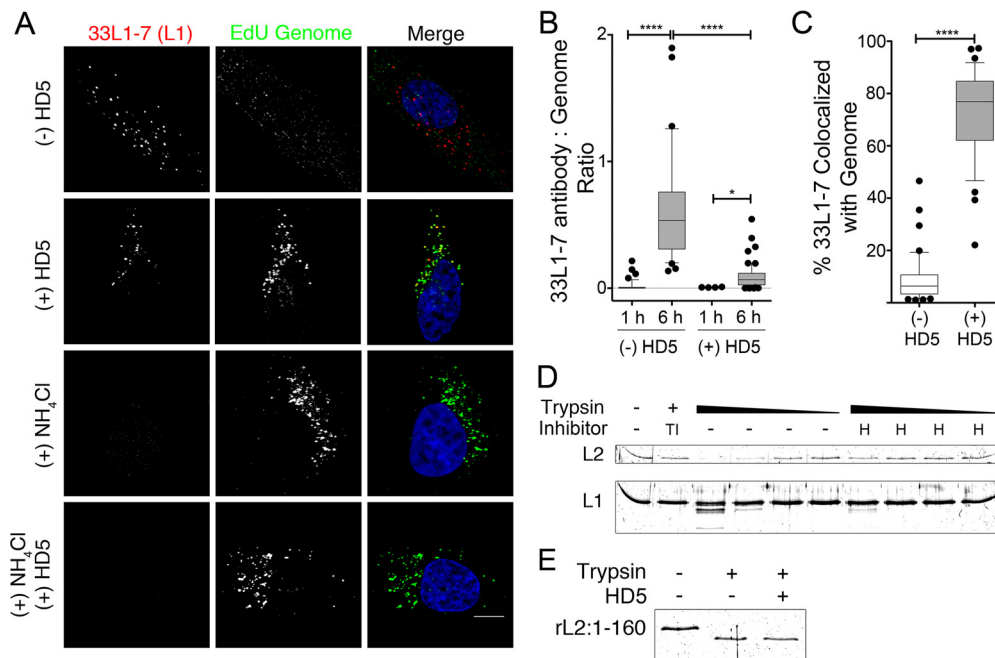 A
33L1-7 (L1) EdU Genome Merge
(-) HD5
(+) HD5
(+) NH4Cl
(+) NH4Cl
(+) HD5
B
33L1-7 antibody : Genome
Ratio
2
1
0
**** ****
*
1 h 6 h 1 h 6 h
(-) HD5 (+) HD5
C
% 33L1-7 Colocalized
with Genome
100
80
60
40
20
****
(-)
HD5
(+)
HD5
D
Trypsin - +
Inhibitor - TI - - - - H H H H
L2
L1
E
Trypsin - + +
HD5 - - +
rL2:1-160